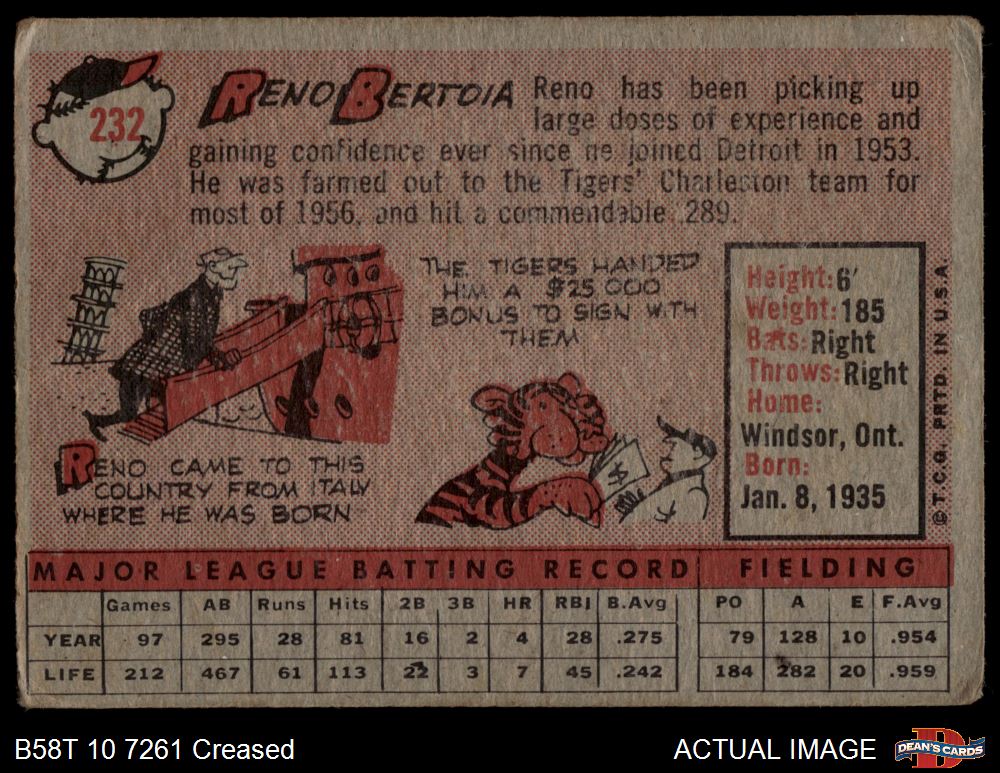 232
RENO BERTOIA
Reno has been picking up
large doses of experience and
gaining confidence ever since he joined Detroit in 1953.
He was farmed out to the Tigers' Charleston team for
most of 1956, and hit a commendable .289.
THE TIGERS HANDED
HIM A $25000
BONUS TO SIGN WITH
THEM
RENO CAME TO THIS
COUNTRY FROM ITALY
WHERE HE WAS BORN
$
Height: 6'
Weight: 185
Bats: Right
Throws: Right
Home:
Windsor, Ont.
Born:
Jan. 8, 1935
© T.C.G. PRTD. IN U.S.A.
MAJOR LEAGUE BATTING RECORD FIELDING
Games AB Runs Hits 2B 3B HR RBI B.Avg PO A E F.Avg
YEAR 97 295 28 81 16 2 4 28 .275 79 128 10 .954
LIFE 212 467 61 113 22 3 7 45 .242 184 282 20 .959
B58T 10 7261 Creased
ACTUAL IMAGE
DEAN'S CARDS